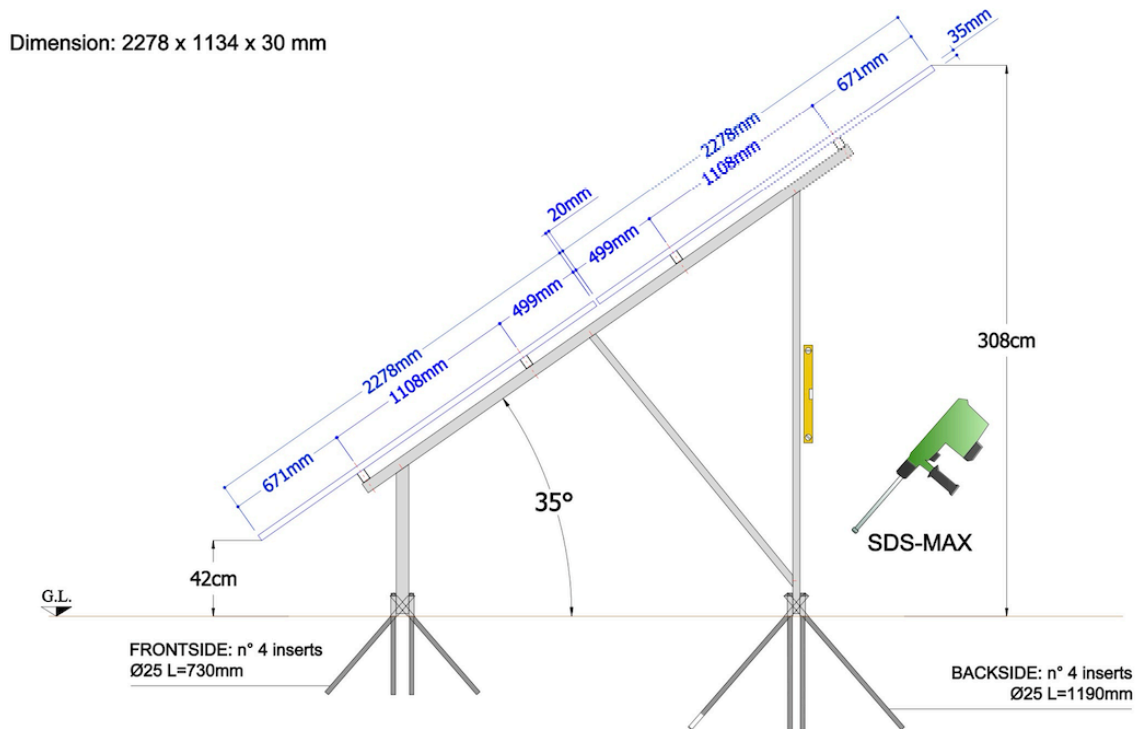 Dimension: 2278 x 1134 x 30 mm
35mm
671mm
2278mm
1108mm
20mm
499mm
499mm
2278mm
1108mm
671mm
308cm
35°
SDS-MAX
42cm
G.L.
FRONTSIDE: n° 4 inserts
Ø25 L=730mm
BACKSIDE: n° 4 inserts
Ø25 L=1190mm